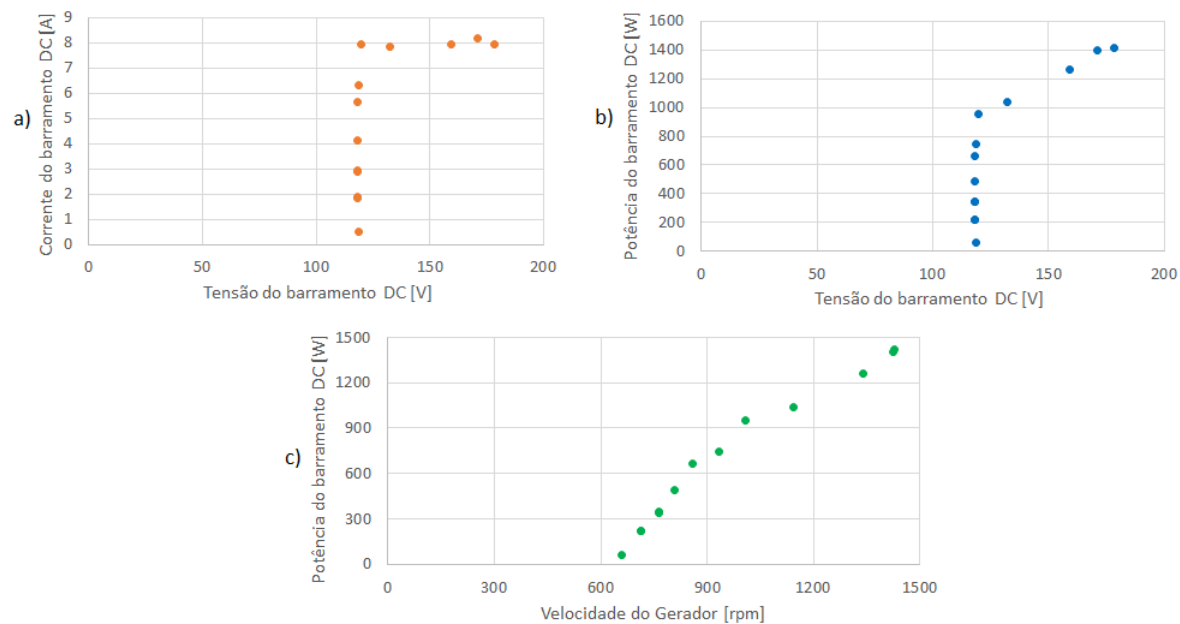 a)
Corrente do barramento DC [A]
9
8
7
6
5
4
3
2
1
0
0 50 100 150 200
Tensão do barramento DC [V]
b)
Potência do barramento DC [W]
1600
1400
1200
1000
800
600
400
200
0
0 50 100 150 200
Tensão do barramento DC [V]
c)
Potência do barramento DC [W]
1500
1200
900
600
300
0
0 300 600 900 1200 1500
Velocidade do Gerador [rpm]